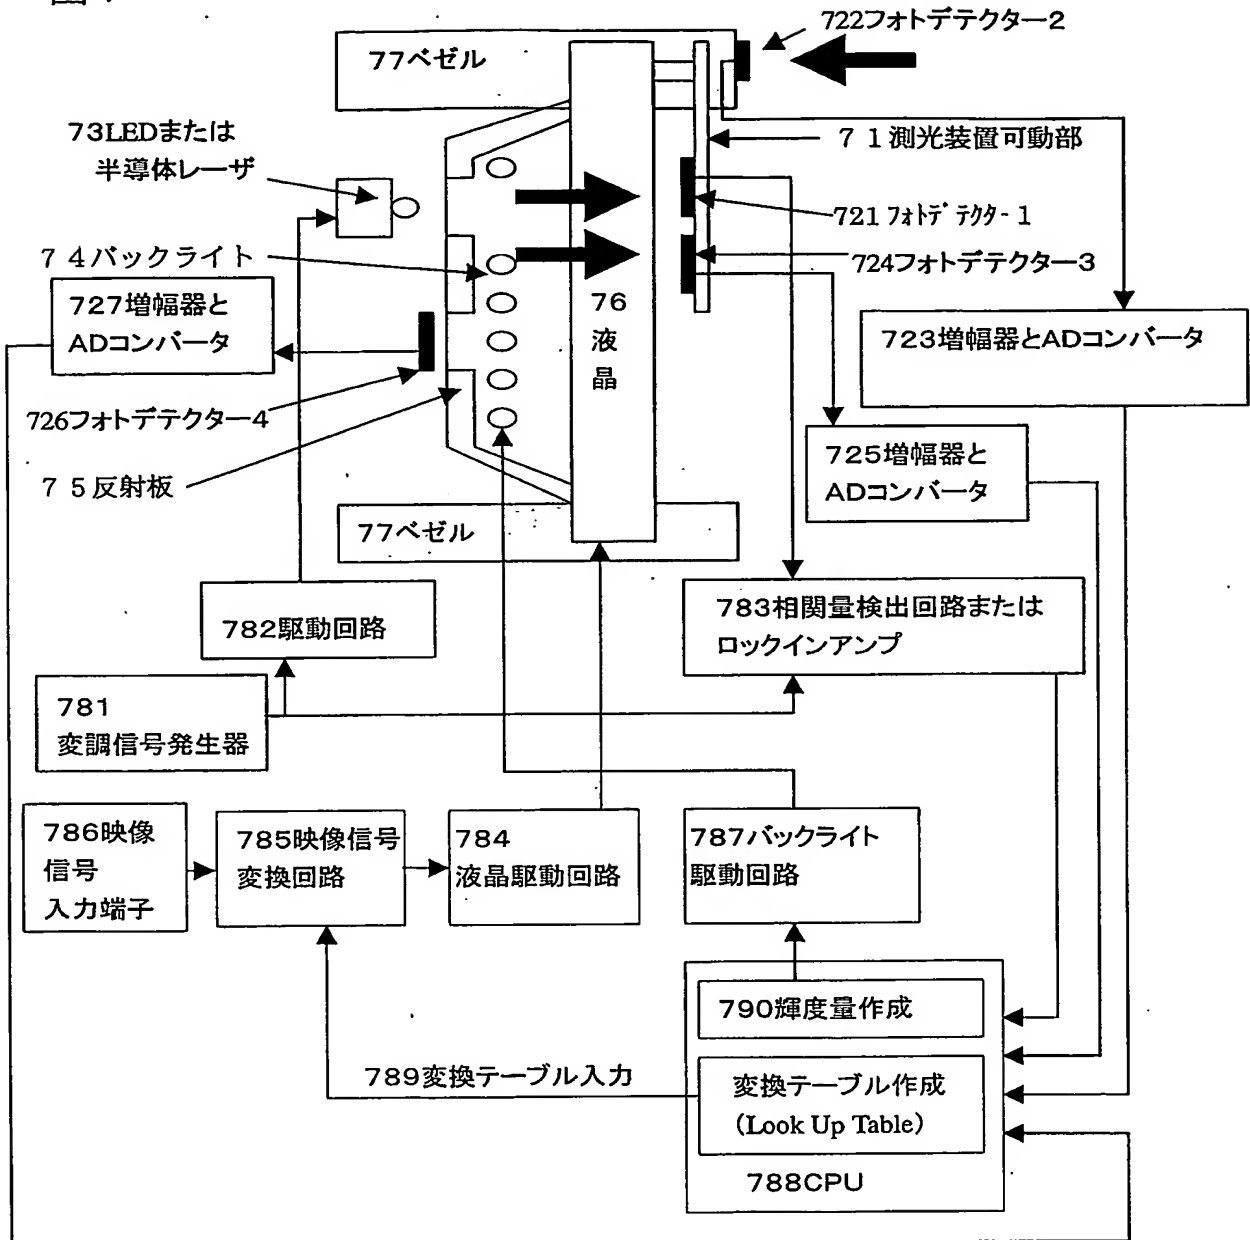 722フォトデテクター2
77ベゼル
73LEDまたは
半導体レーザ
71測光装置可動部
721フォトデテクター1
74バックライト
724フォトデテクター3
727増幅器と
ADコンバータ
76
液
晶
723増幅器とADコンバータ
726フォトデテクター4
725増幅器と
ADコンバータ
75反射板
77ベゼル
783相関量検出回路または
ロックインアンプ
782駆動回路
781
変調信号発生器
786映像
信号
入力端子
785映像信号
変換回路
784
液晶駆動回路
787バックライト
駆動回路
790輝度量作成
789変換テーブル入力
変換テーブル作成
(Look Up Table)
788CPU